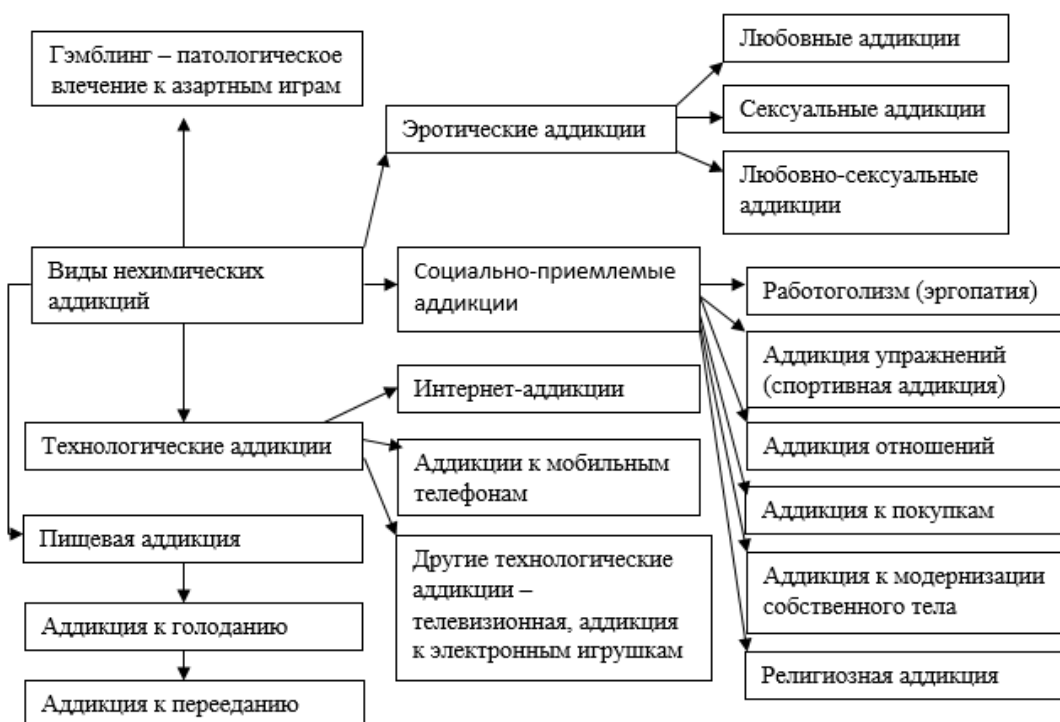 Гэмблинг – патологическое
влечение к азартным играм
Эротические аддикции
Любовные аддикции
Сексуальные аддикции
Любовно-сексуальные
аддикции
Виды нехимических
аддикций
Социально-приемлемые
аддикции
Работоголизм (эргопатия)
Аддикция упражнений
(спортивная аддикция)
Аддикция отношений
Аддикция к покупкам
Аддикция к модернизации
собственного тела
Религиозная аддикция
Технологические аддикции
Интернет-аддикции
Аддикции к мобильным
телефонам
Другие технологические
аддикции –
телевизионная, аддикция
к электронным игрушкам
Пищевая аддикция
Аддикция к голоданию
Аддикция к перееданию